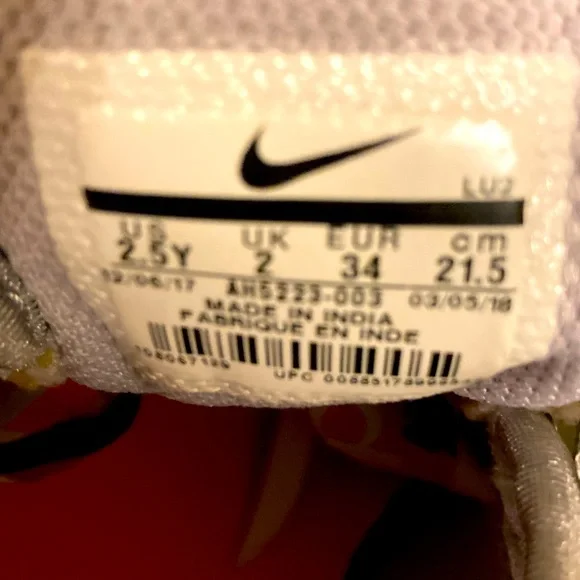 LU2
US UK EUR cm
2.5Y 2 34 21.5
12/06/17 AH5223-003 03/05/18
MADE IN INDIA
FABRIQUE EN INDE
UPC